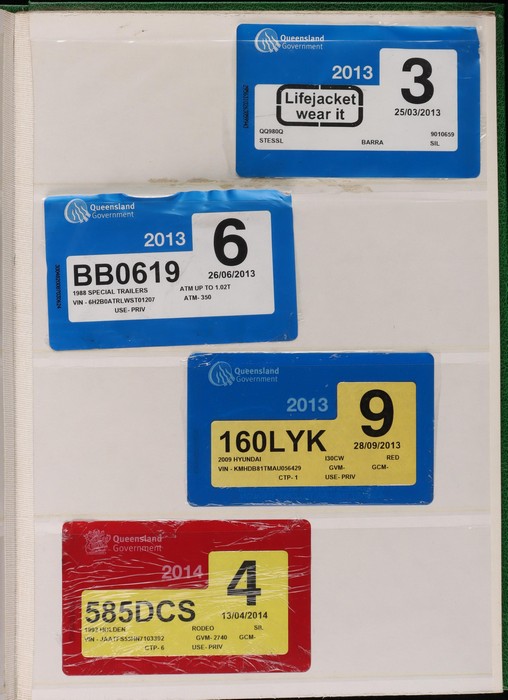 Queensland
Government
2013 3
Lifejacket
wear it
25/03/2013
QQ980Q 9010659
STESSL BARRA SIL
Queensland
Government
2013 6
BB0619 26/06/2013
1988 SPECIAL TRAILERS ATM UP TO 1.02T
VIN - 6H2B0ATRLWST01207 ATM- 350
USE- PRIV
Queensland
Government
2013 9
160LYK 28/09/2013
2009 HYUNDAI I30CW RED
VIN - KMHDB81TMAU056429 GVM- GCM-
CTP- 1 USE- PRIV
Queensland
Government
2014 4
585DCS 13/04/2014
HOLDEN RODEO SIL
VIN - GVM- 2740 GCM-
CTP- 6 USE- PRIV